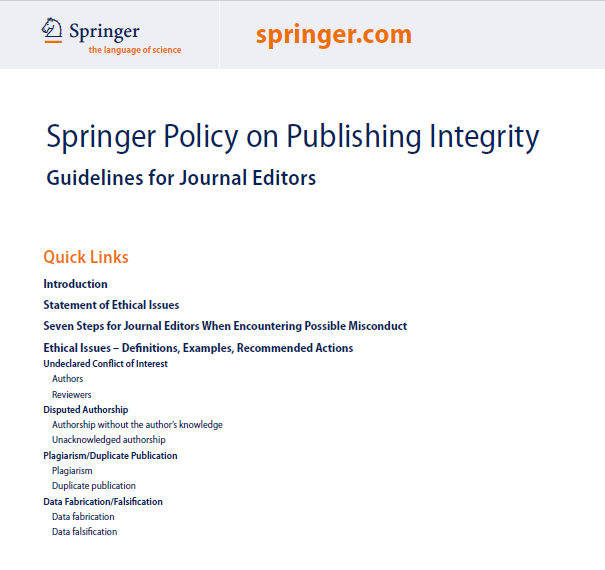 Springer
the language of science
springer.com
Springer Policy on Publishing Integrity
Guidelines for Journal Editors
Quick Links
Introduction
Statement of Ethical Issues
Seven Steps for Journal Editors When Encountering Possible Misconduct
Ethical Issues – Definitions, Examples, Recommended Actions
Undeclared Conflict of Interest
Authors
Reviewers
Disputed Authorship
Authorship without the author's knowledge
Unacknowledged authorship
Plagiarism/Duplicate Publication
Plagiarism
Duplicate publication
Data Fabrication/Falsification
Data fabrication
Data falsification